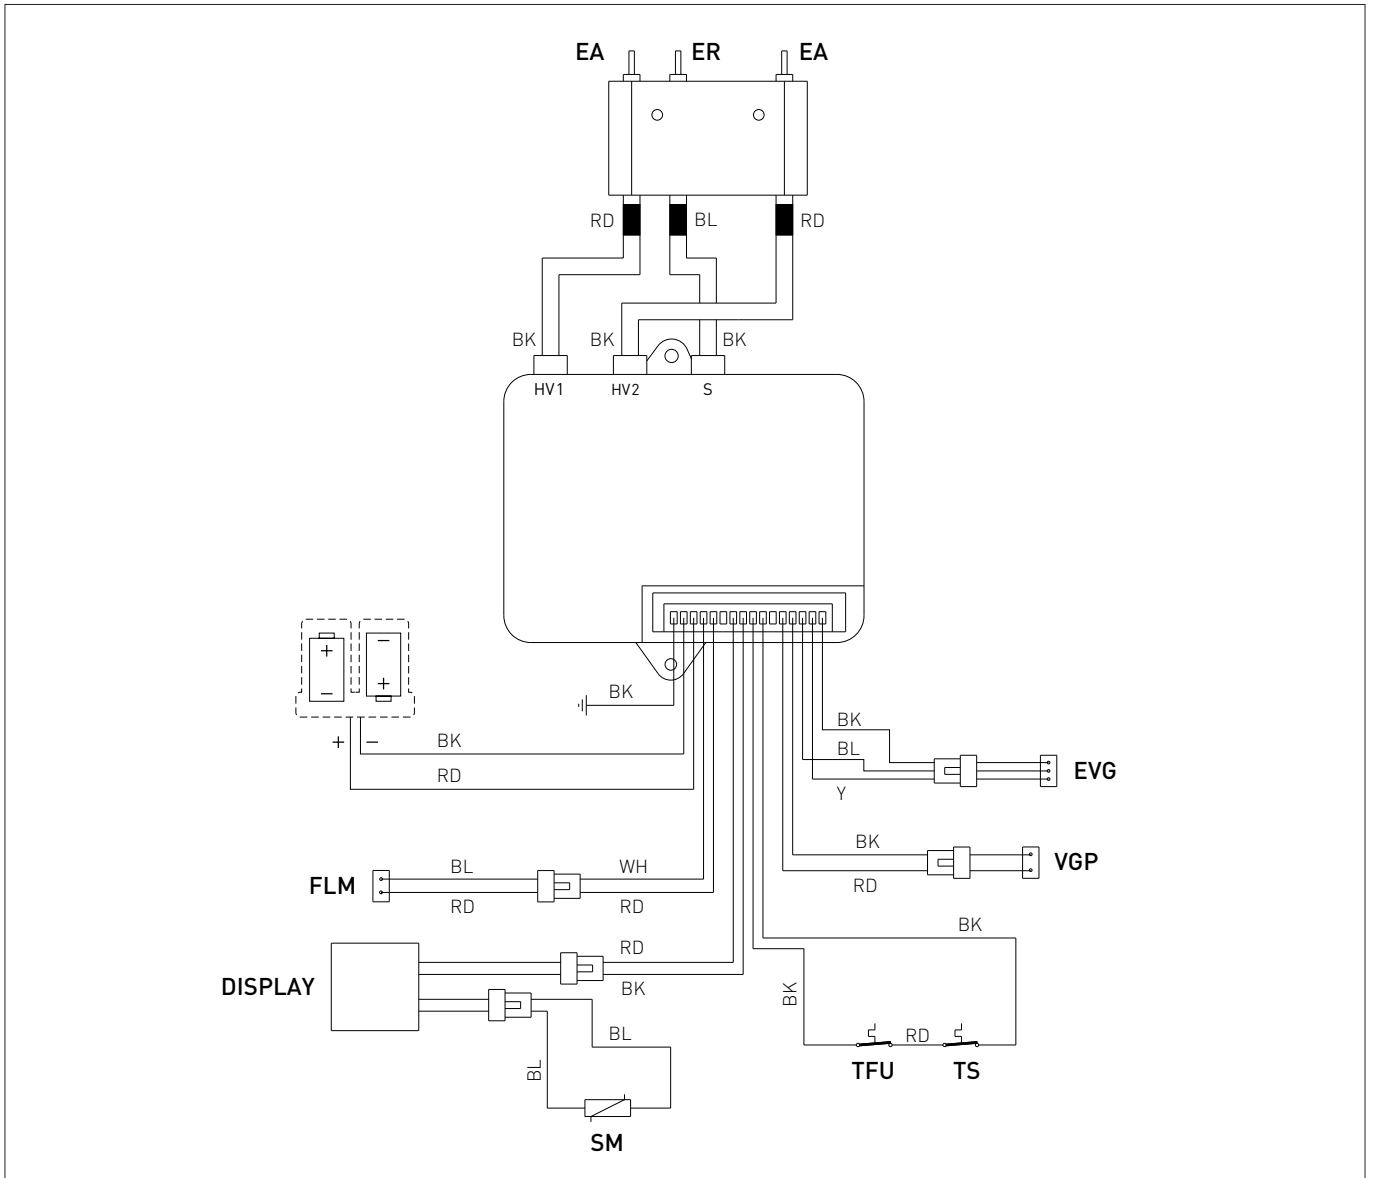 EA ER EA
RD BL RD
BK BK BK
HV1 HV2 S
+ −
− +
BK
+ − BK
RD
BK
BL
Y
EVG
BK
RD
VGP
FLM
BL WH
RD RD
BK
RD
DISPLAY
BK
BK
BL
BL
RD
TFU TS
SM